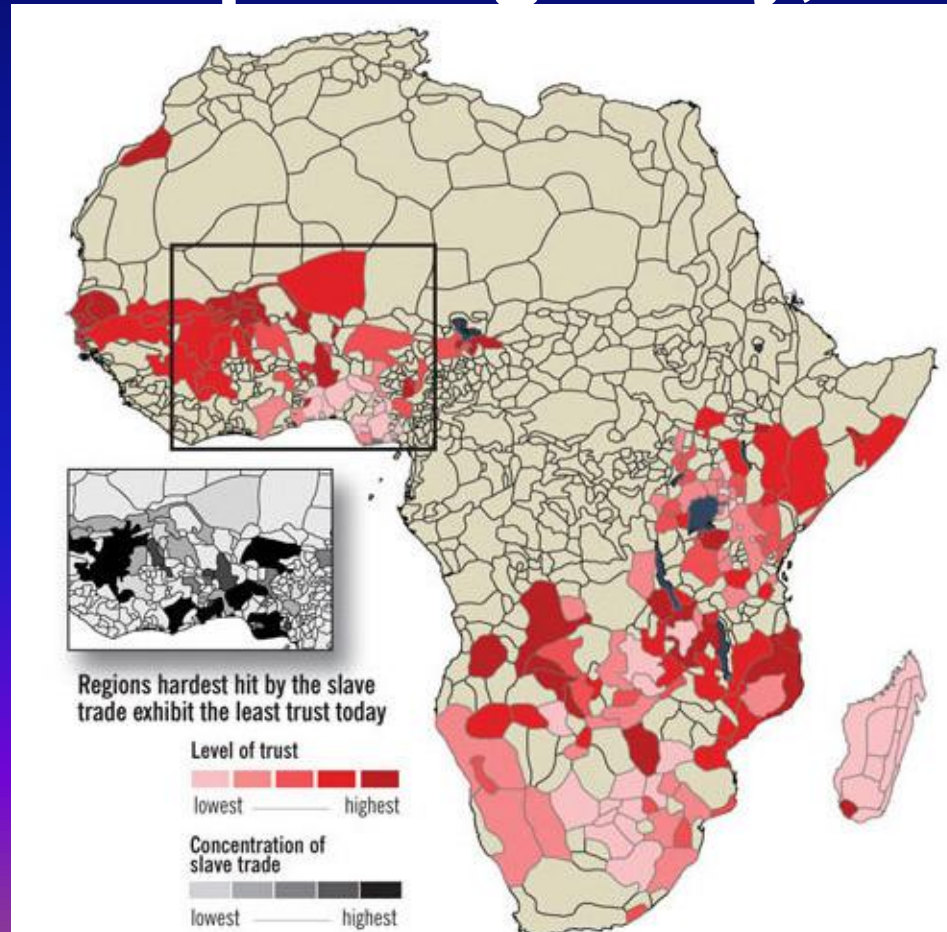 Regions hardest hit by the slave
trade exhibit the least trust today
Level of trust
lowest highest
Concentration of
slave trade
lowest highest